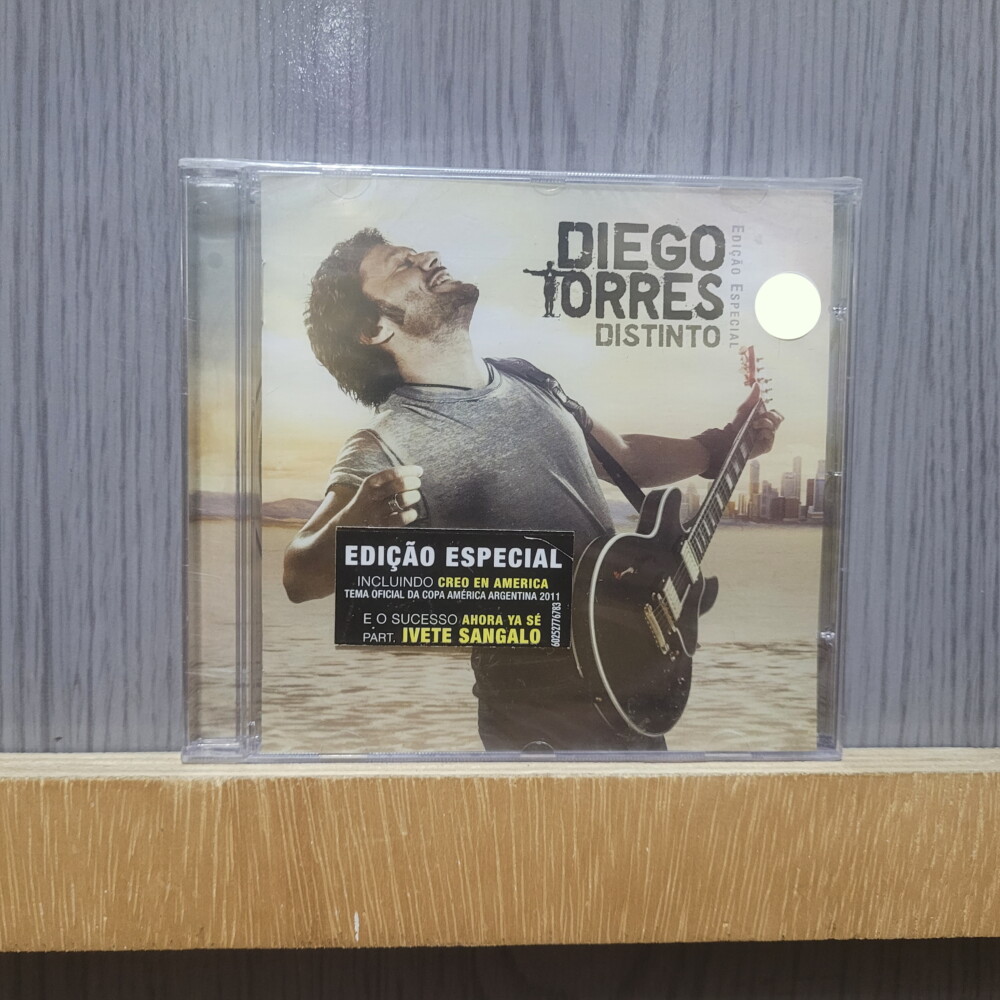 DIEGO
TORRES
DISTINTO
EDIÇÃO ESPECIAL
EDIÇÃO ESPECIAL
INCLUINDO CREO EN AMERICA
TEMA OFICIAL DA COPA AMÉRICA ARGENTINA 2011
E O SUCESSO AHORA YA SÉ
PART. IVETE SANGALO
60252776783